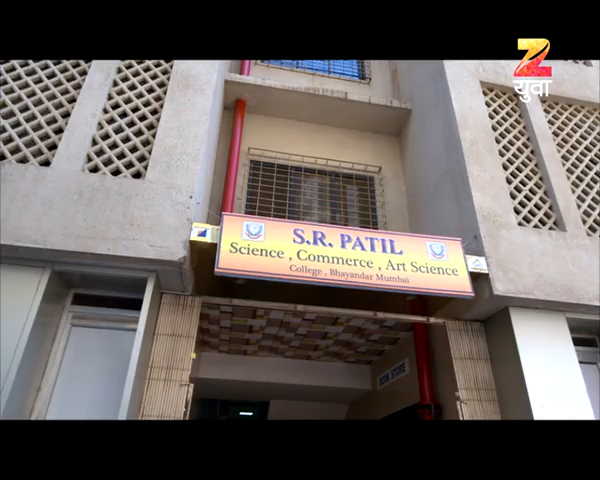 Z
युवा
S.R. PATIL
Science , Commerce , Art Science
College , Bhayandar Mumbai
BOOK STORE